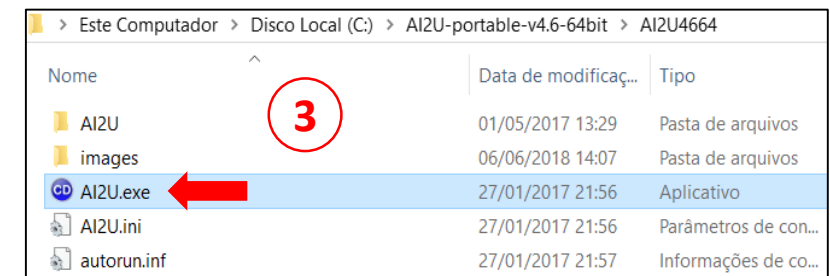 > Este Computador > Disco Local (C:) > AI2U-portable-v4.6-64bit > AI2U4664
Nome Data de modificaç... Tipo
3
AI2U 01/05/2017 13:29 Pasta de arquivos
images 06/06/2018 14:07 Pasta de arquivos
CD AI2U.exe 27/01/2017 21:56 Aplicativo
AI2U.ini 27/01/2017 21:56 Parâmetros de con...
autorun.inf 27/01/2017 21:57 Informações de co...